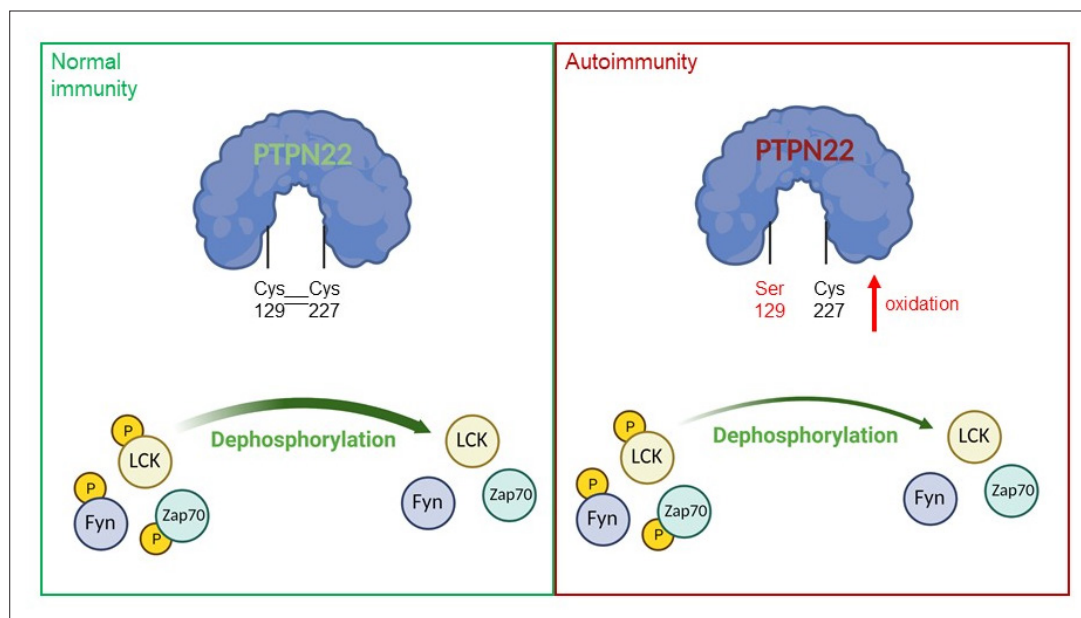 Normal
immunity
PTPN22
Cys Cys
129 227
Dephosphorylation
P
LCK
P
Fyn
Zap70
P
LCK
Fyn
Zap70
Autoimmunity
PTPN22
Ser Cys
129 227
oxidation
Dephosphorylation
P
LCK
P
Fyn
Zap70
P
LCK
Fyn
Zap70